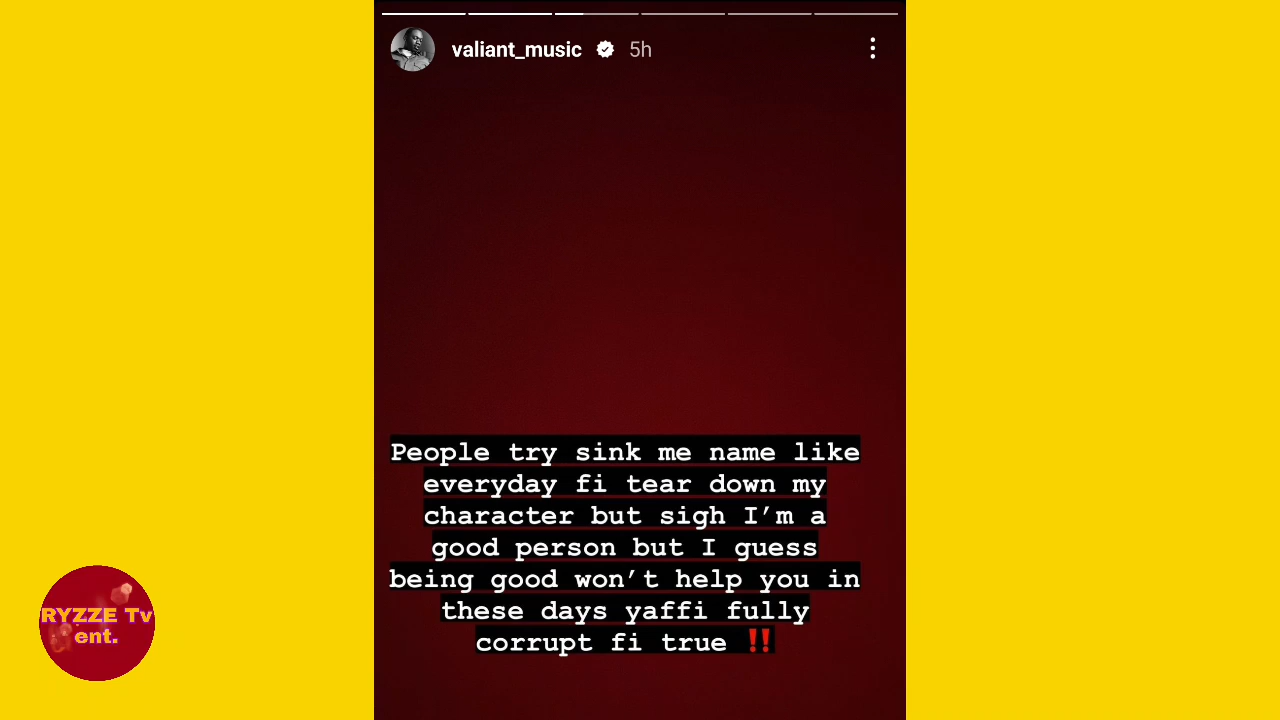 valiant_music 5h
People try sink me name like
everyday fi tear down my
character but sigh I’m a
good person but I guess
being good won’t help you in
these days yaffi fully
corrupt fi true ‼️
RYZZE Tv
ent.